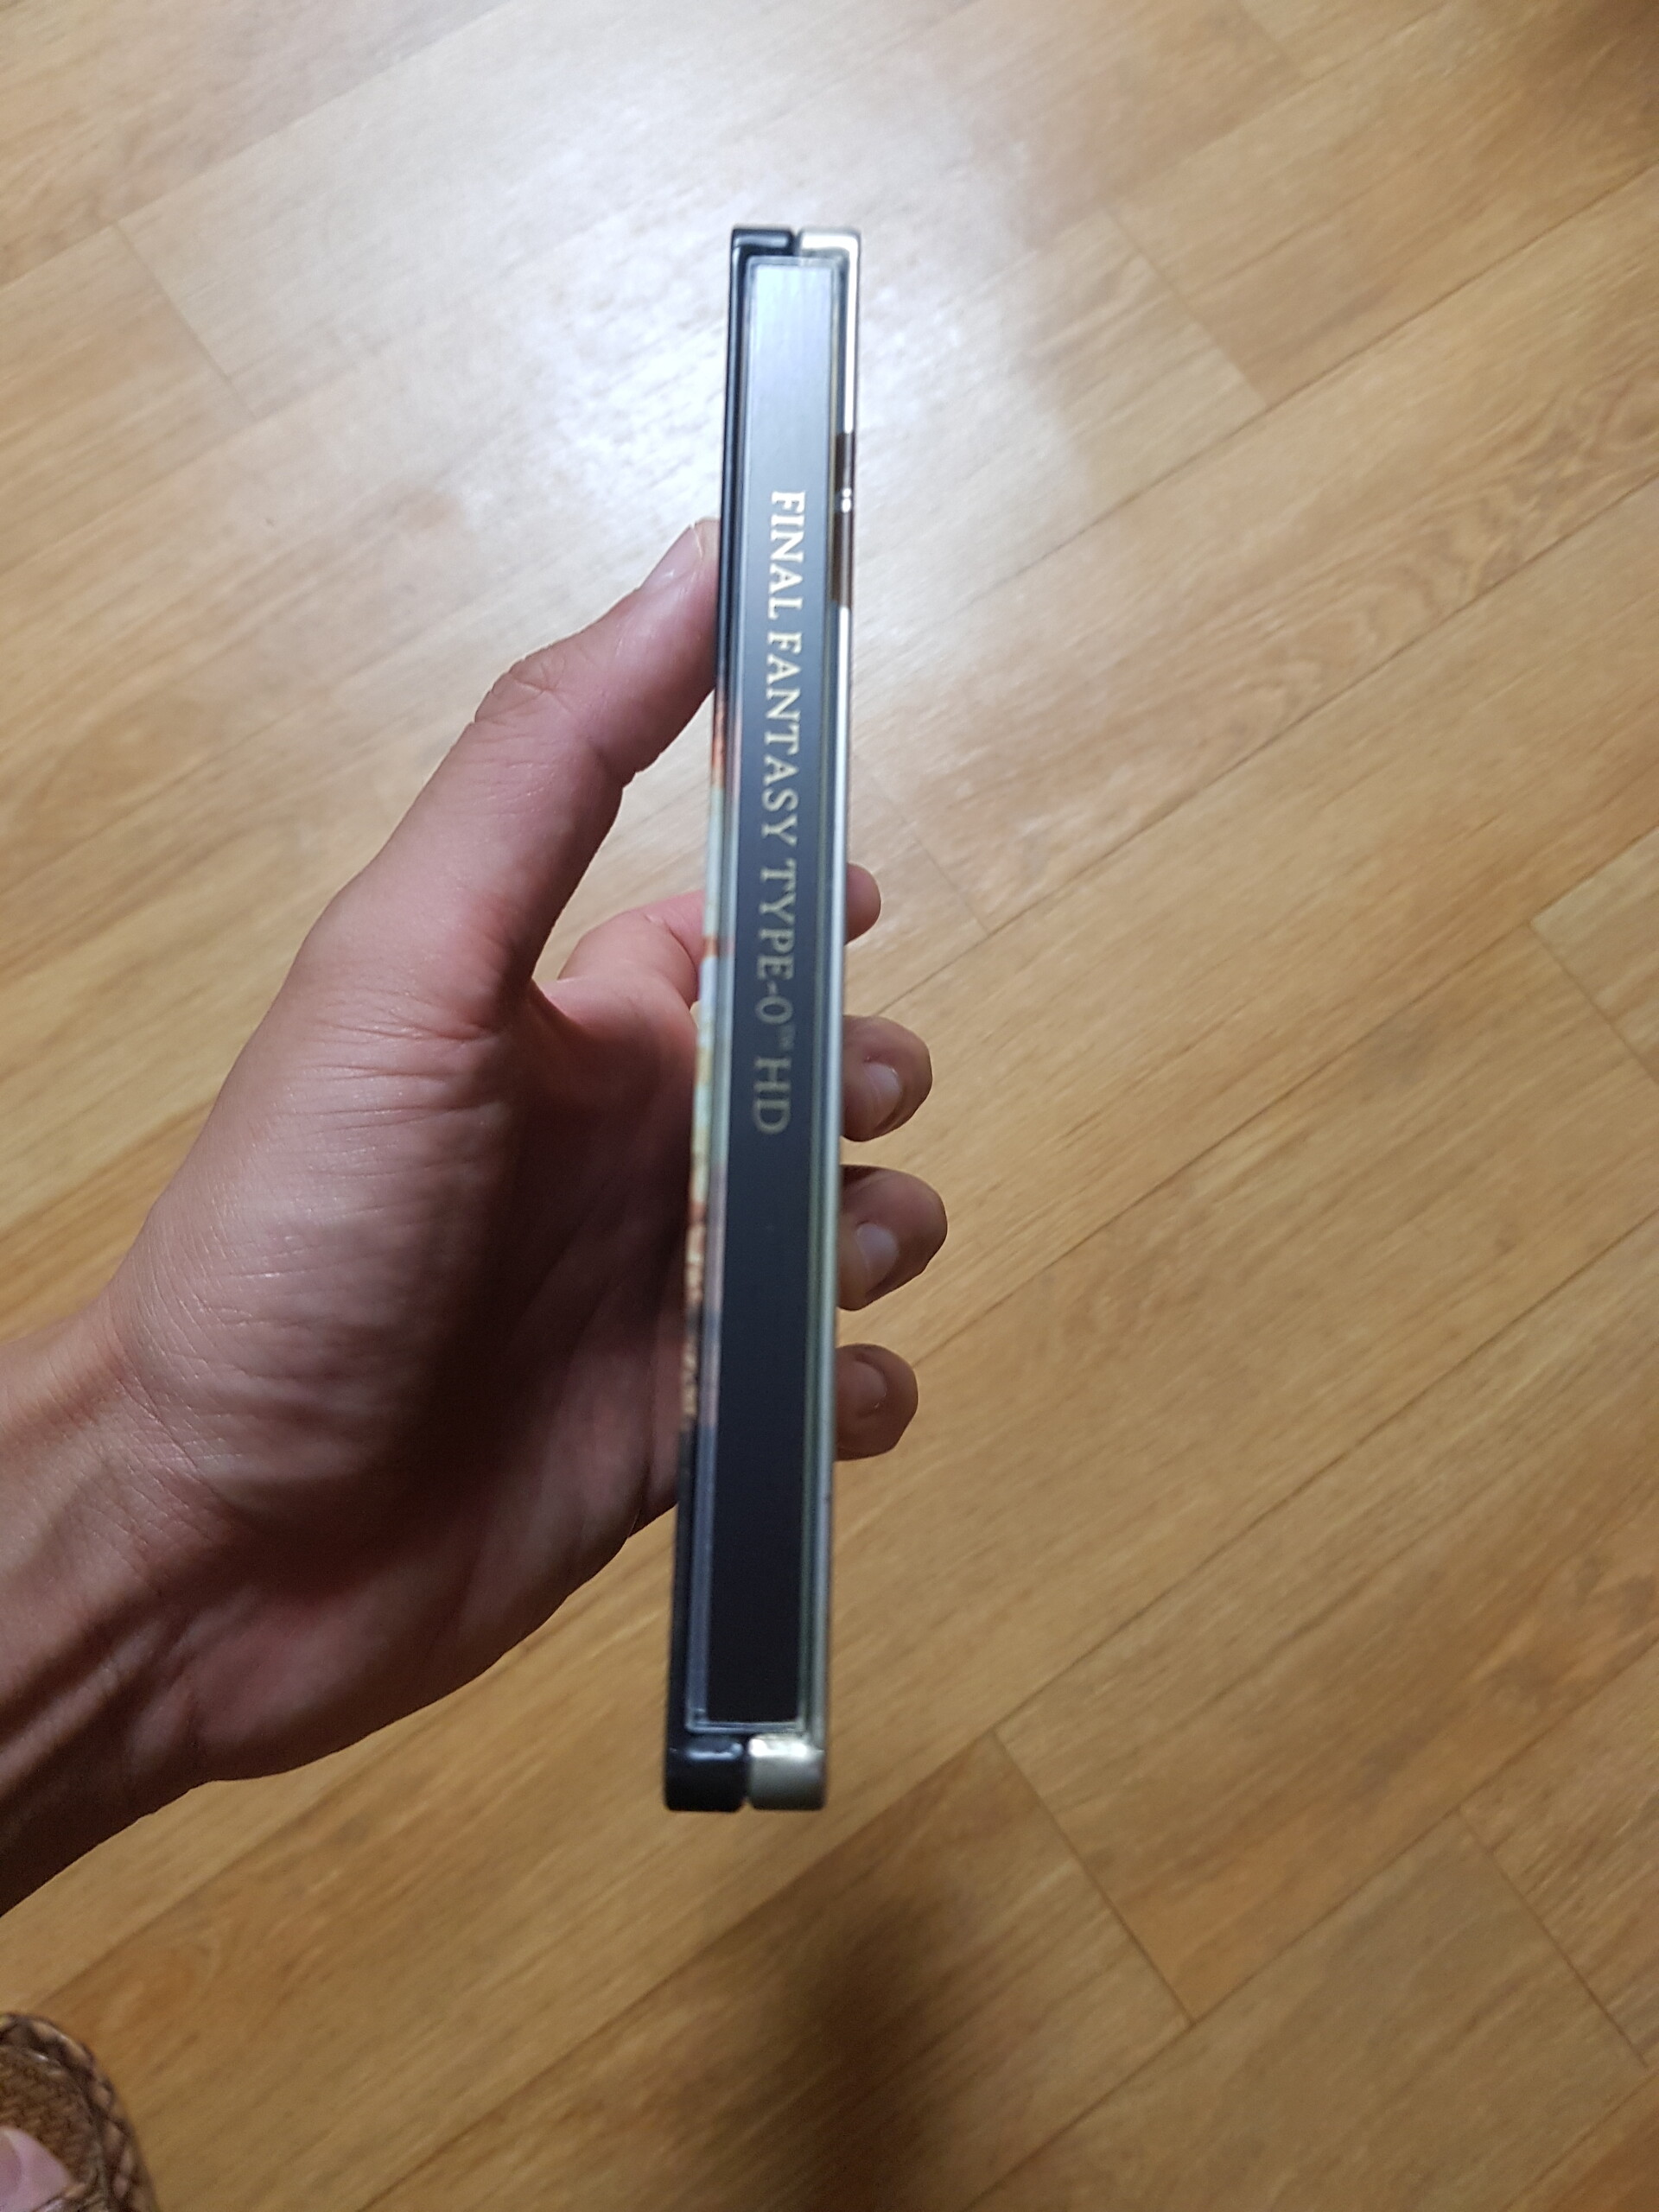 FINAL FANTASY TYPE-0™ HD